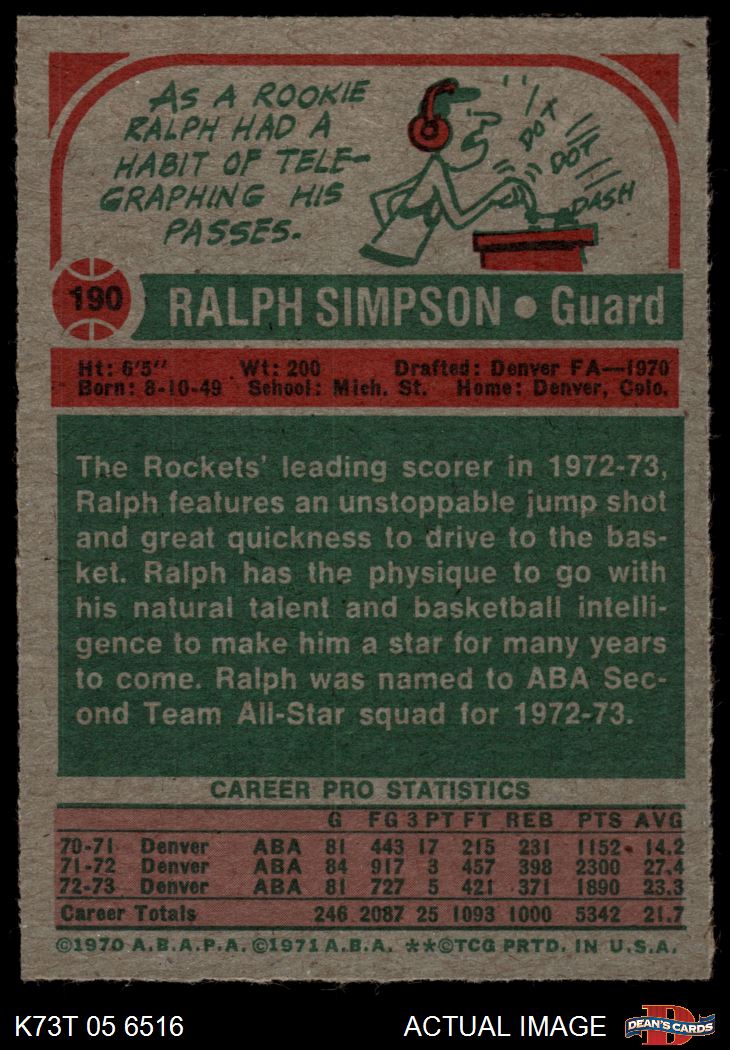 AS A ROOKIE
RALPH HAD A
HABIT OF TELE-
GRAPHING HIS
PASSES.
DOT
DOT
DASH
190
RALPH SIMPSON • Guard
Ht: 6'5" Wt: 200 Drafted: Denver FA—1970
Born: 8-10-49 School: Mich. St. Home: Denver, Colo.
The Rockets' leading scorer in 1972-73,
Ralph features an unstoppable jump shot
and great quickness to drive to the bas-
ket. Ralph has the physique to go with
his natural talent and basketball intelli-
gence to make him a star for many years
to come. Ralph was named to ABA Sec-
ond Team All-Star squad for 1972-73.
CAREER PRO STATISTICS
G FG 3 PT FT REB PTS AVG
70-71 Denver ABA 81 443 17 215 231 1152 14.2
71-72 Denver ABA 84 917 3 457 398 2300 27.4
72-73 Denver ABA 81 727 5 421 371 1890 23.3
Career Totals 246 2087 25 1093 1000 5342 21.7
©1970 A.B.A.P.A. ©1971 A.B.A. **©TCG PRTD. IN U.S.A.
K73T 05 6516 ACTUAL IMAGE
D
DEAN'S CARDS